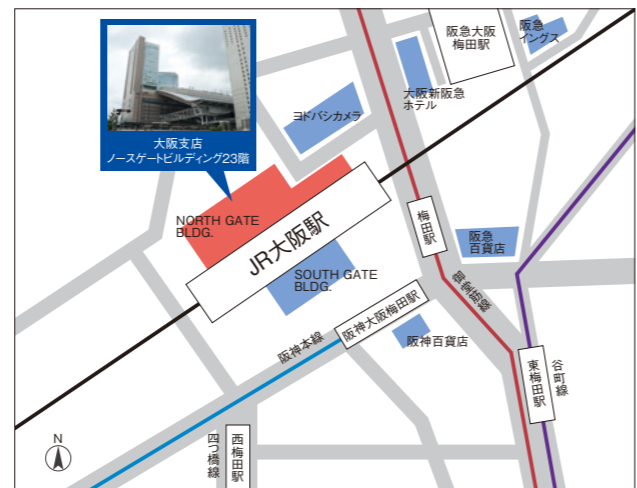 大阪支店
ノースゲートビルディング23階
阪急大阪
梅田駅
阪急
イングス
大阪新阪急
ホテル
ヨドバシカメラ
NORTH GATE
BLDG.
JR大阪駅
SOUTH GATE
BLDG.
梅田駅
阪急
百貨店
御堂筋線
阪神大阪梅田駅
阪神本線
阪神百貨店
東梅田駅
谷町線
N
四つ橋線
西梅田駅